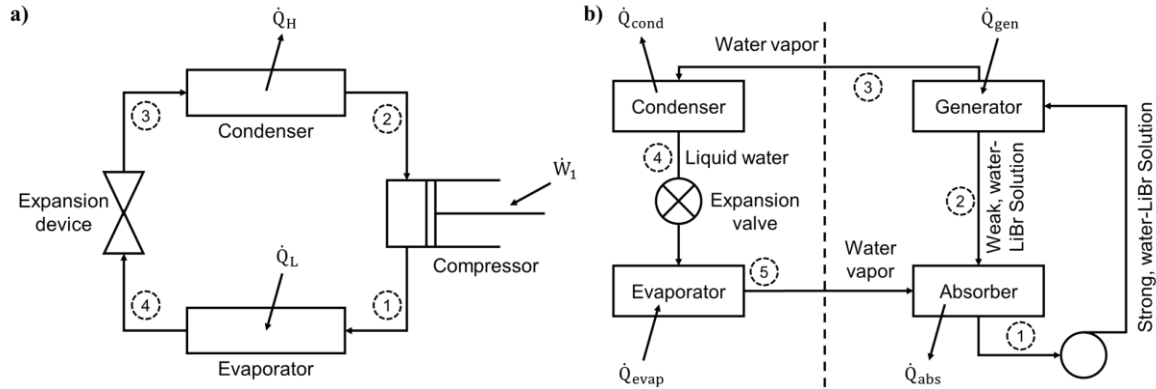 a)
Q̇H
3
Condenser
2
Expansion
device
Ẇ1
Compressor
Q̇L
4
1
Evaporator
b)
Q̇cond
Q̇gen
Water vapor
Condenser
3
Generator
4
Liquid water
Expansion
valve
2
Weak, water-
LiBr Solution
Strong, water-LiBr Solution
Water
vapor
Evaporator
5
Absorber
1
Q̇evap
Q̇abs